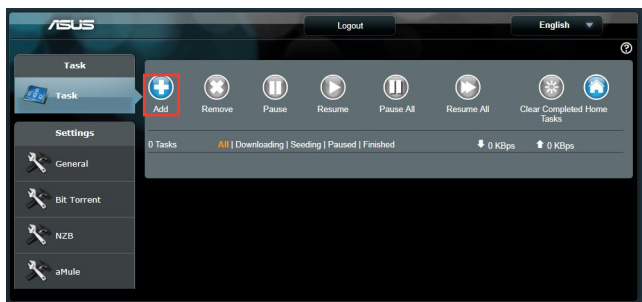 ASUS
Logout
English
?
Task
Task
Add
Remove
Pause
Resume
Pause All
Resume All
Clear Completed Tasks
Home
Settings
0 Tasks
All | Downloading | Seeding | Paused | Finished
0 KBps
0 KBps
General
Bit Torrent
NZB
aMule